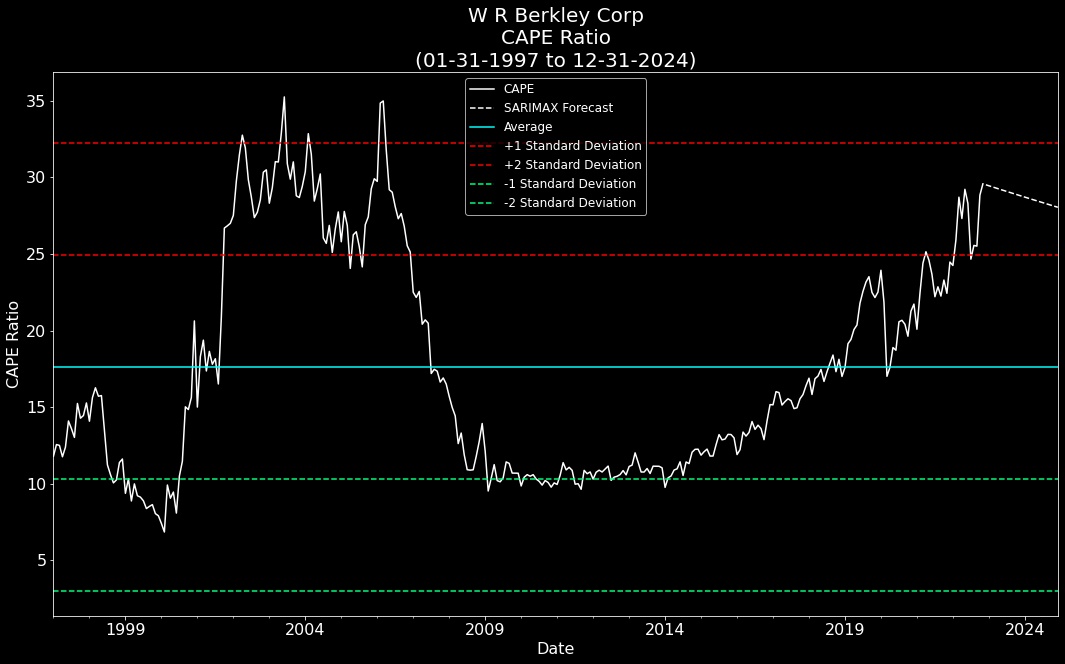 W R Berkley Corp
CAPE Ratio
(01-31-1997 to 12-31-2024)
CAPE
SARIMAX Forecast
Average
+1 Standard Deviation
+2 Standard Deviation
-1 Standard Deviation
-2 Standard Deviation
CAPE Ratio
35
30
25
20
15
10
5
1999 2004 2009 2014 2019 2024
Date